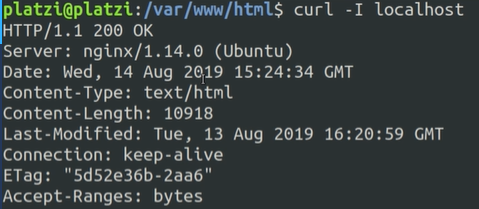 platzi@platzi:/var/www/html$ curl -I localhost
HTTP/1.1 200 OK
Server: nginx/1.14.0 (Ubuntu)
Date: Wed, 14 Aug 2019 15:24:34 GMT
Content-Type: text/html
Content-Length: 10918
Last-Modified: Tue, 13 Aug 2019 16:20:59 GMT
Connection: keep-alive
ETag: "5d52e36b-2aa6"
Accept-Ranges: bytes